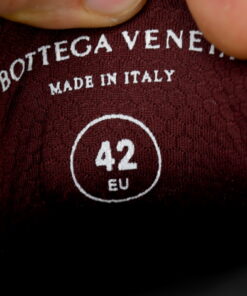 BOTTEGA VENET
MADE IN ITALY
42
EU